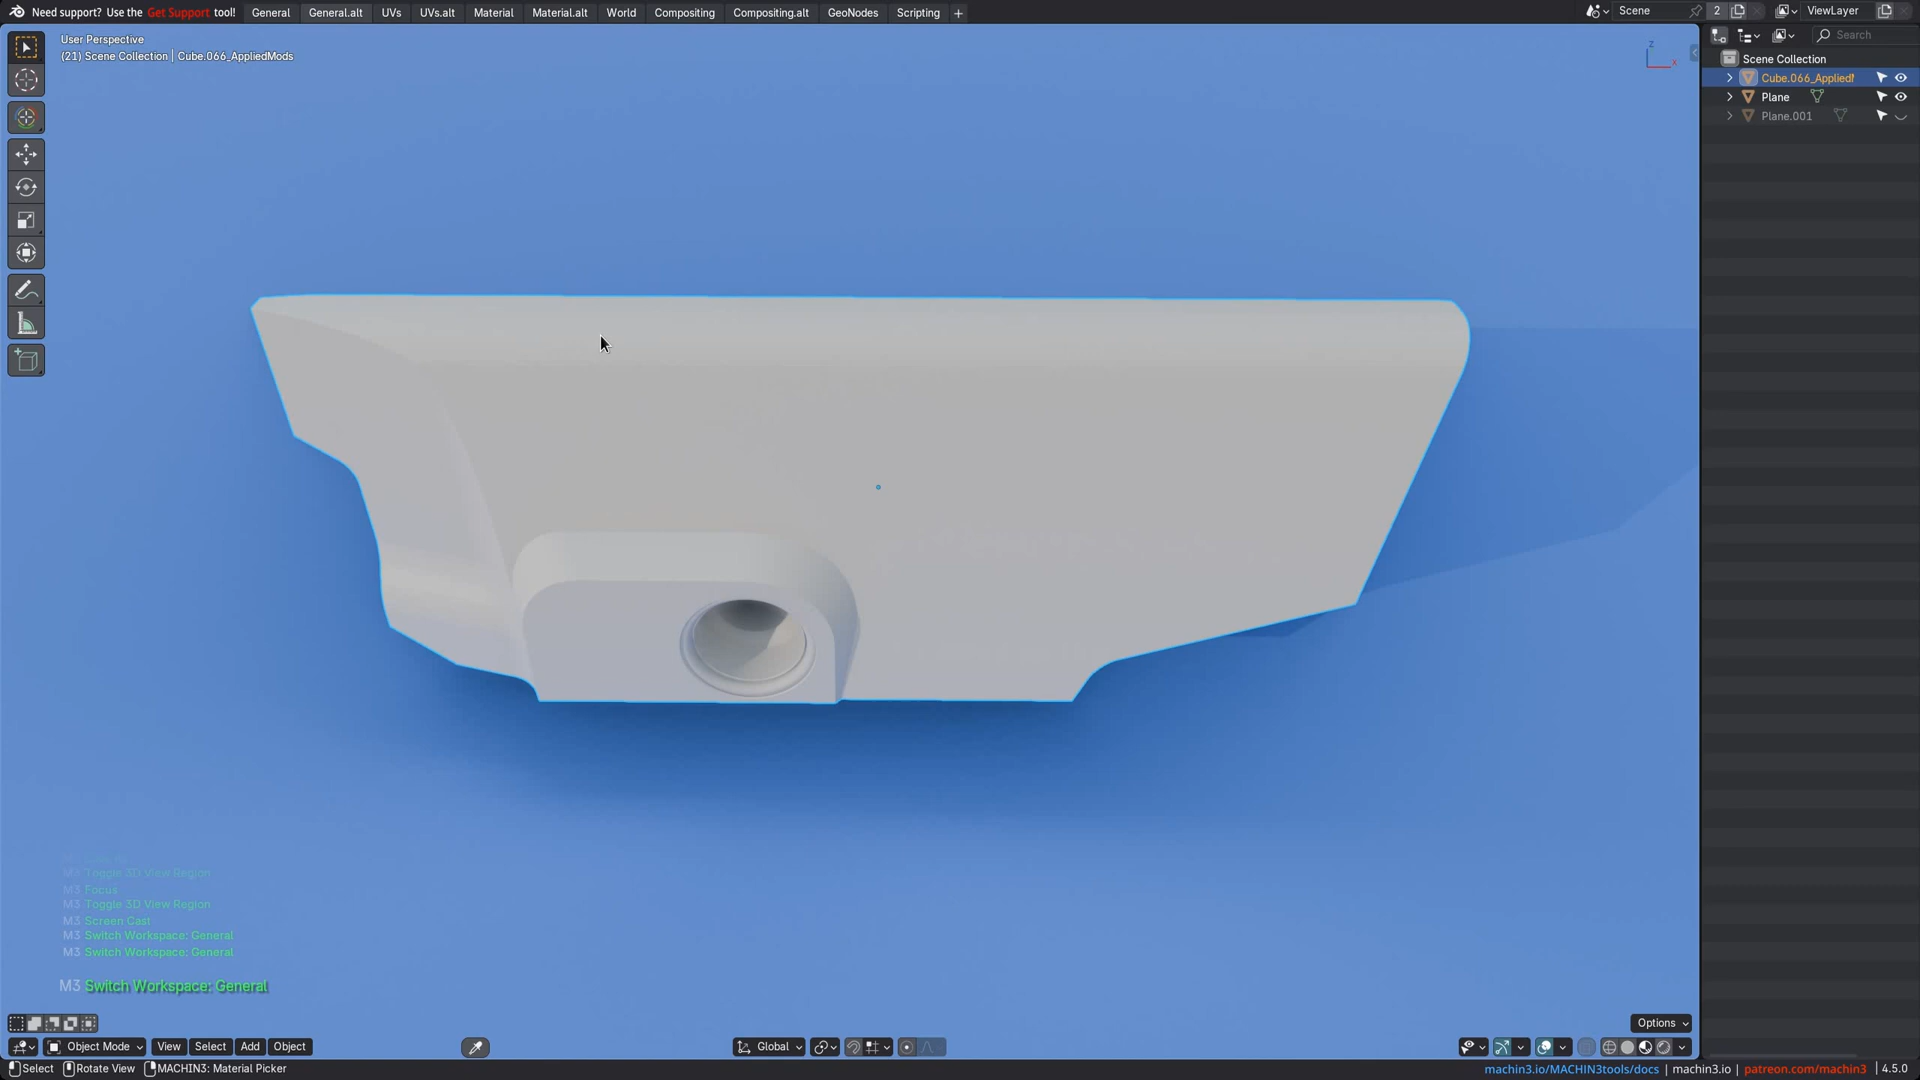 Need support? Use the Get Support tool! General General.alt UVs UVs.alt Material Material.alt World Compositing Compositing.alt GeoNodes Scripting + Scene 2 ViewLayer
User Perspective
(21) Scene Collection | Cube.066_AppliedMods
Z
X
Search
Scene Collection
Cube.066_Applied
Plane
Plane.001
M3 Toggle 3D View Region
M3 Focus
M3 Toggle 3D View Region
M3 Screen Cast
M3 Switch Workspace: General
M3 Switch Workspace: General
M3 Switch Workspace: General
Options
Object Mode View Select Add Object Global
Select Rotate View MACHIN3: Material Picker machin3.io/MACHIN3tools/docs | machin3.io | patreon.com/machin3 | 4.5.0